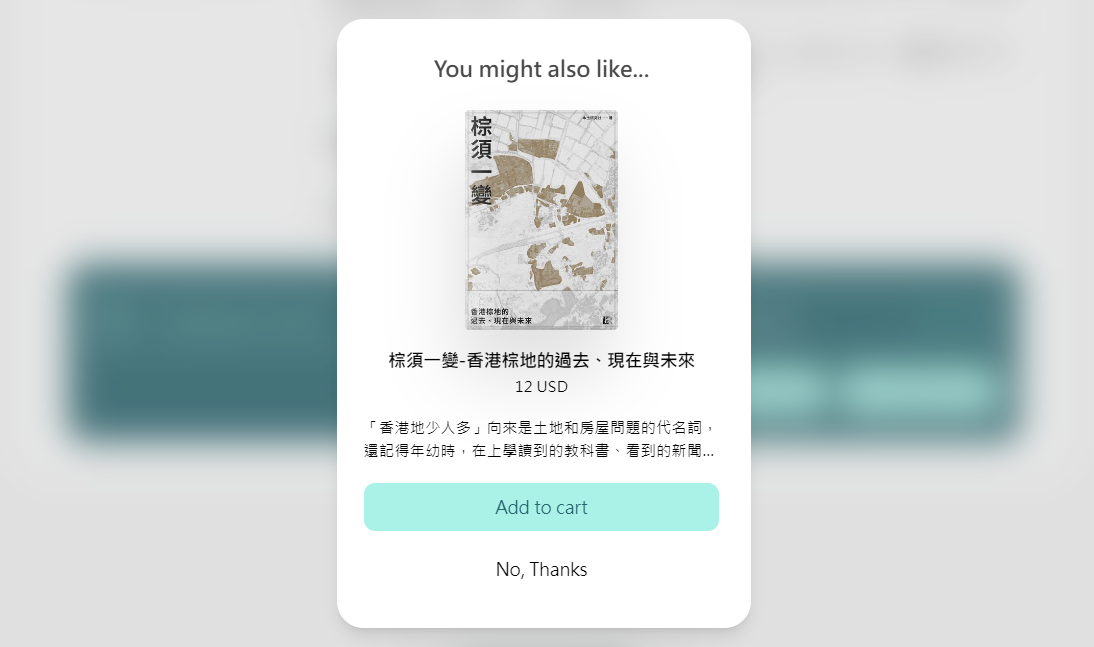 You might also like...
棕須一變
香港棕地的
過去、現在與未來
棕須一變-香港棕地的過去、現在與未來
12 USD
「香港地少人多」向來是土地和房屋問題的代名詞，
還記得年幼時，在上學讀到的教科書、看到的新聞...
Add to cart
No, Thanks